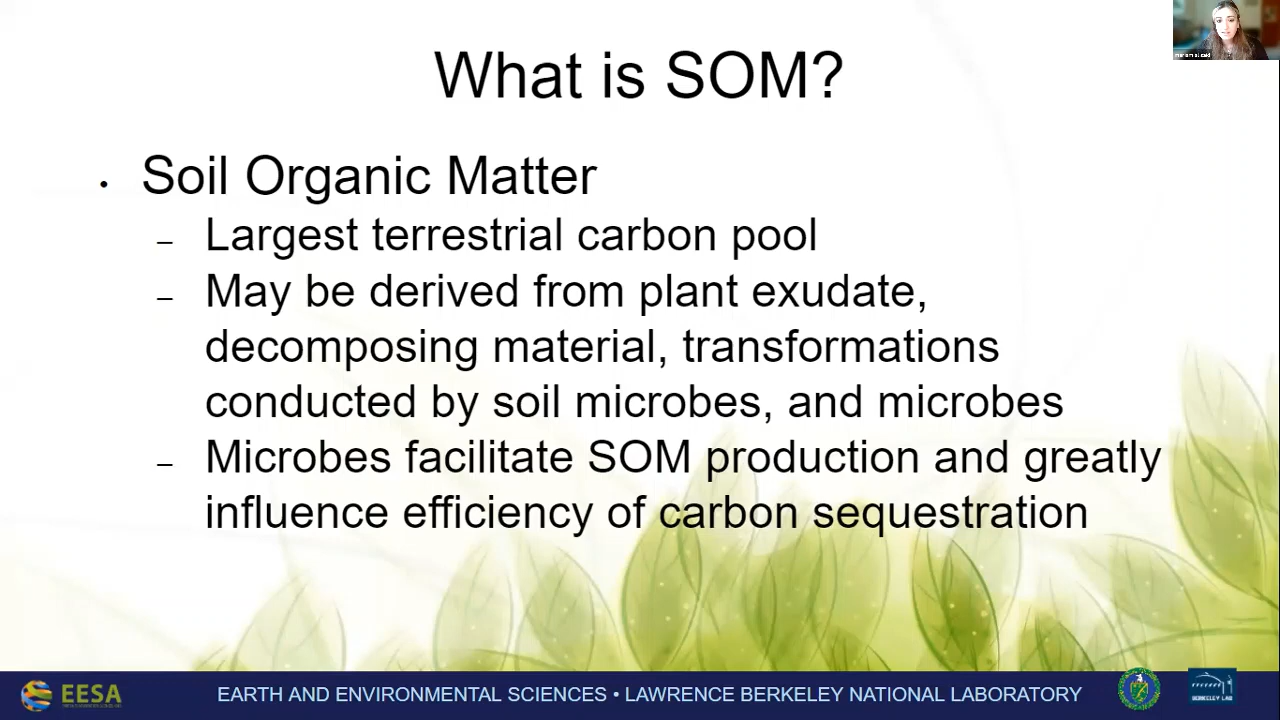 What is SOM?
• Soil Organic Matter
– Largest terrestrial carbon pool
– May be derived from plant exudate,
decomposing material, transformations
conducted by soil microbes, and microbes
– Microbes facilitate SOM production and greatly
influence efficiency of carbon sequestration
EESA
EARTH AND ENVIRONMENTAL SCIENCES • LAWRENCE BERKELEY NATIONAL LABORATORY
BERKELEY LAB